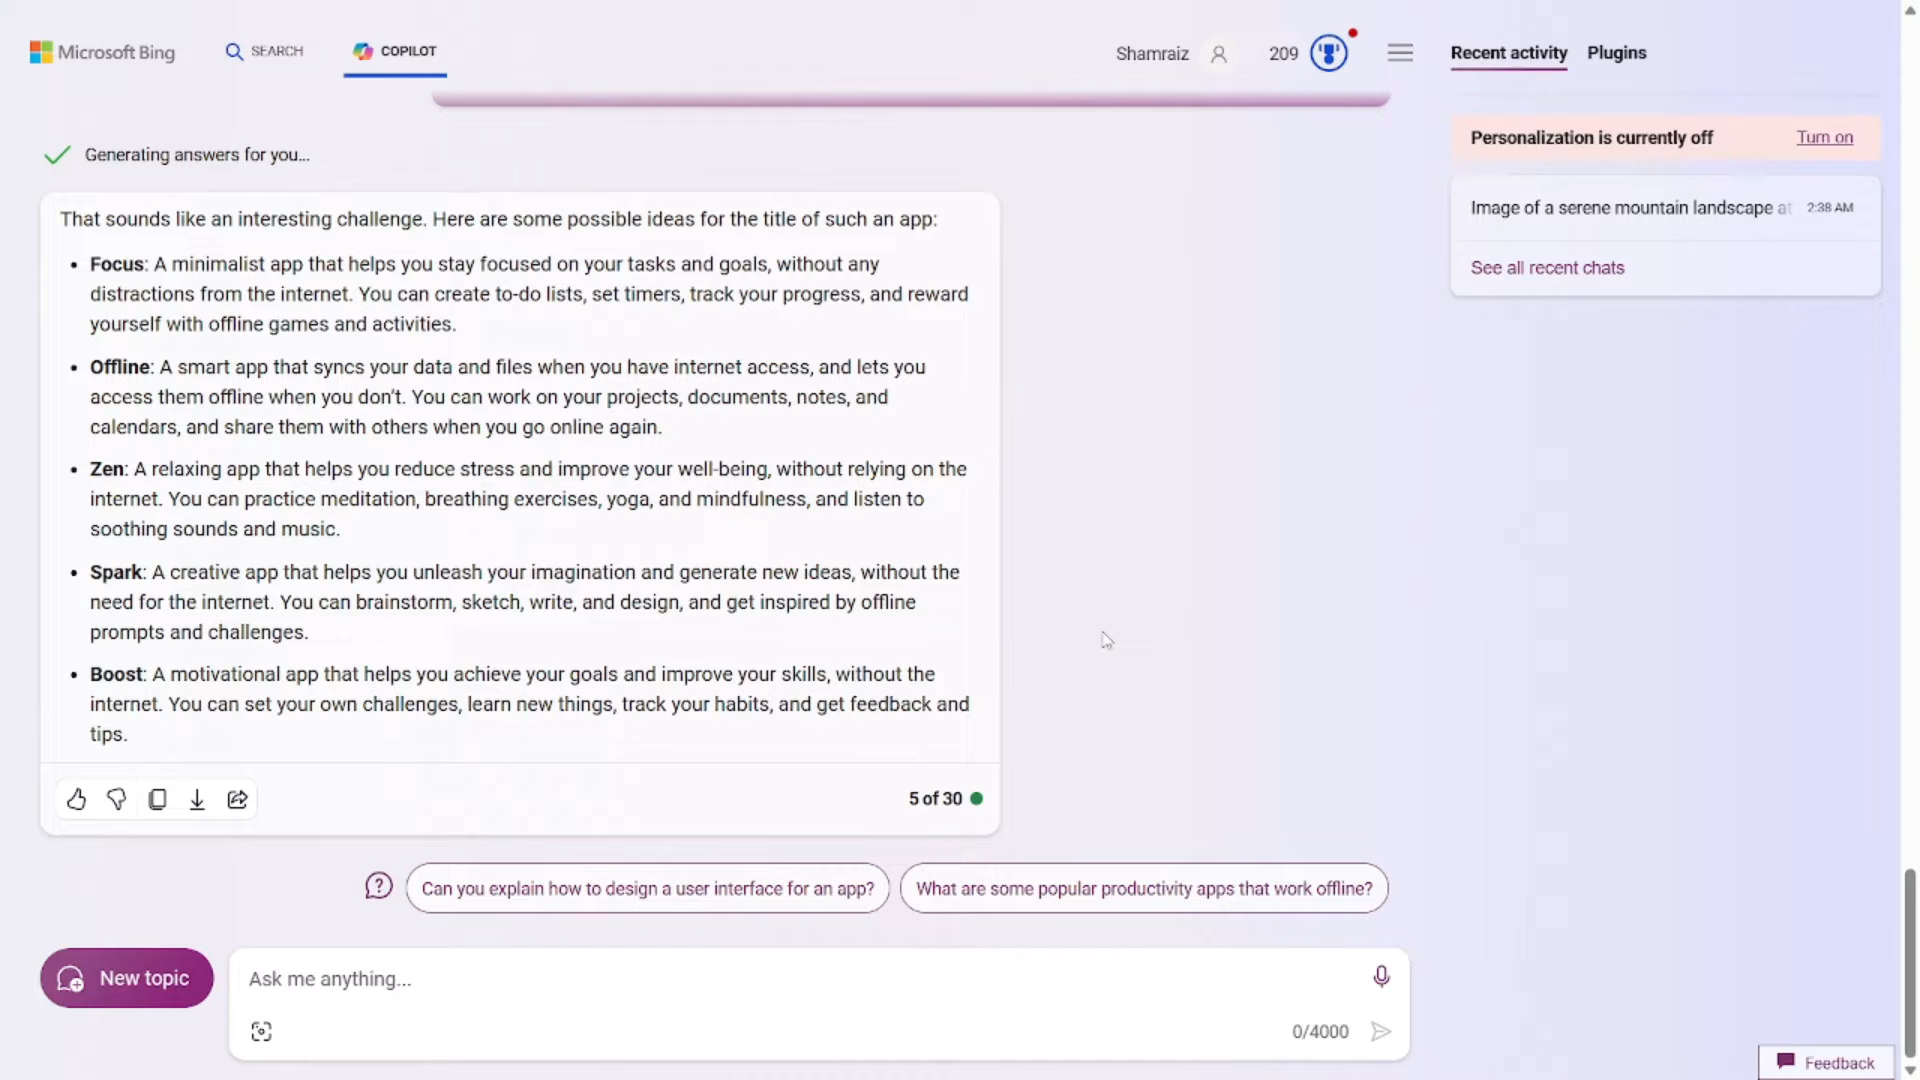 Microsoft Bing
SEARCH
COPILOT
Shamraiz
209
Recent activity
Plugins
Generating answers for you...
Personalization is currently off
Turn on
Image of a serene mountain landscape at
2:38 AM
See all recent chats
That sounds like an interesting challenge. Here are some possible ideas for the title of such an app:
• Focus: A minimalist app that helps you stay focused on your tasks and goals, without any
distractions from the internet. You can create to-do lists, set timers, track your progress, and reward
yourself with offline games and activities.
• Offline: A smart app that syncs your data and files when you have internet access, and lets you
access them offline when you don't. You can work on your projects, documents, notes, and
calendars, and share them with others when you go online again.
• Zen: A relaxing app that helps you reduce stress and improve your well-being, without relying on the
internet. You can practice meditation, breathing exercises, yoga, and mindfulness, and listen to
soothing sounds and music.
• Spark: A creative app that helps you unleash your imagination and generate new ideas, without the
need for the internet. You can brainstorm, sketch, write, and design, and get inspired by offline
prompts and challenges.
• Boost: A motivational app that helps you achieve your goals and improve your skills, without the
internet. You can set your own challenges, learn new things, track your habits, and get feedback and
tips.
5 of 30
Can you explain how to design a user interface for an app?
What are some popular productivity apps that work offline?
New topic
Ask me anything...
0/4000
Feedback